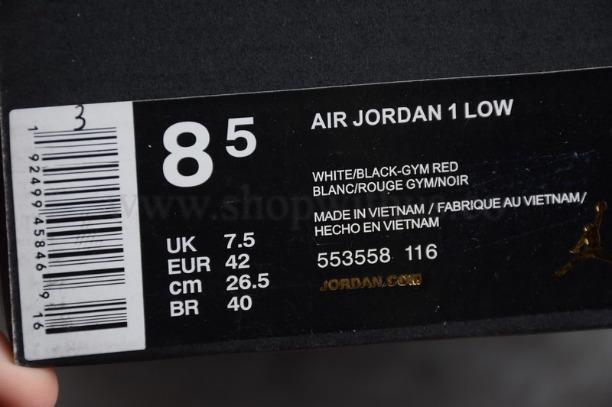 3
1 92499 45846 9 16
8 5
UK 7.5
EUR 42
cm 26.5
BR 40
AIR JORDAN 1 LOW
WHITE/BLACK-GYM RED
BLANC/ROUGE GYM/NOIR
MADE IN VIETNAM / FABRIQUE AU VIETNAM/
HECHO EN VIETNAM
553558 116
JORDAN.COM